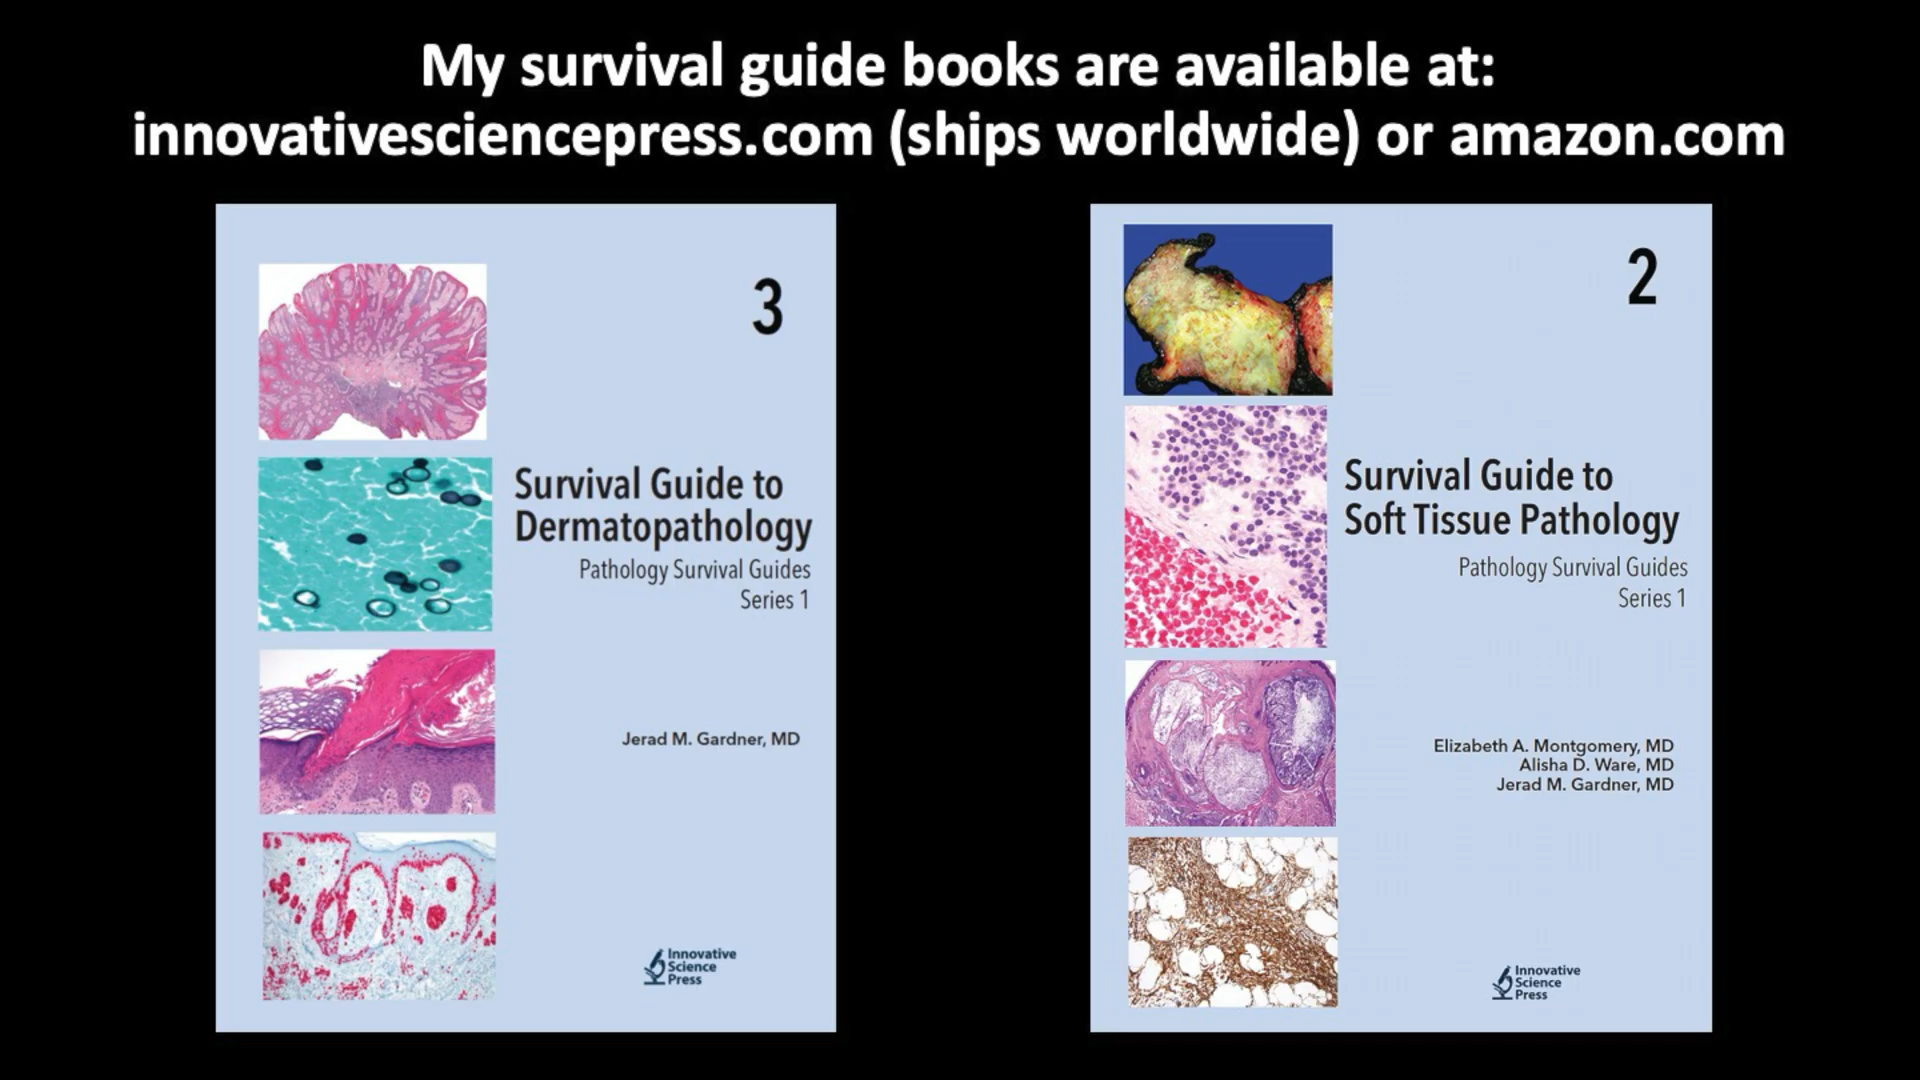 My survival guide books are available at:
innovativesciencepress.com (ships worldwide) or amazon.com
3
Survival Guide to
Dermatopathology
Pathology Survival Guides
Series 1
Jerad M. Gardner, MD
Innovative
Science
Press
2
Survival Guide to
Soft Tissue Pathology
Pathology Survival Guides
Series 1
Elizabeth A. Montgomery, MD
Alisha D. Ware, MD
Jerad M. Gardner, MD
Innovative
Science
Press